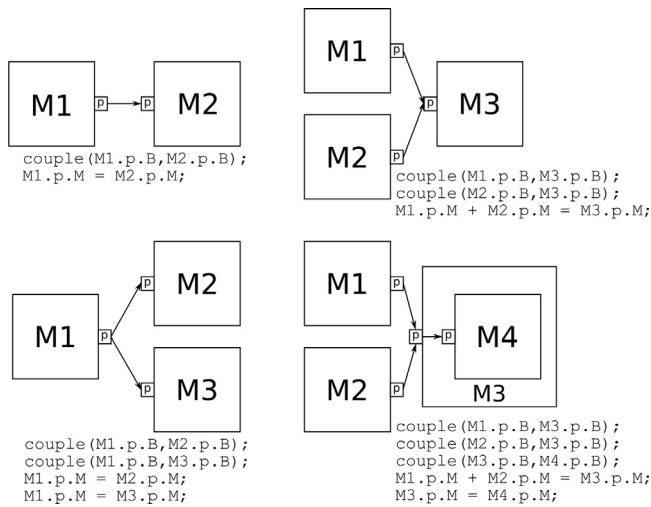 M1
p
p
M2
couple(M1.p.B,M2.p.B);
M1.p.M = M2.p.M;
M1
p
p
M3
M2
p
couple(M1.p.B,M3.p.B);
couple(M2.p.B,M3.p.B);
M1.p.M + M2.p.M = M3.p.M;
M1
p
p
M2
p
M3
couple(M1.p.B,M2.p.B);
couple(M1.p.B,M3.p.B);
M1.p.M = M2.p.M;
M1.p.M = M3.p.M;
M1
p
M2
p
p
p
M4
M3
couple(M1.p.B,M3.p.B);
couple(M2.p.B,M3.p.B);
couple(M3.p.B,M4.p.B);
M1.p.M + M2.p.M = M3.p.M;
M3.p.M = M4.p.M;